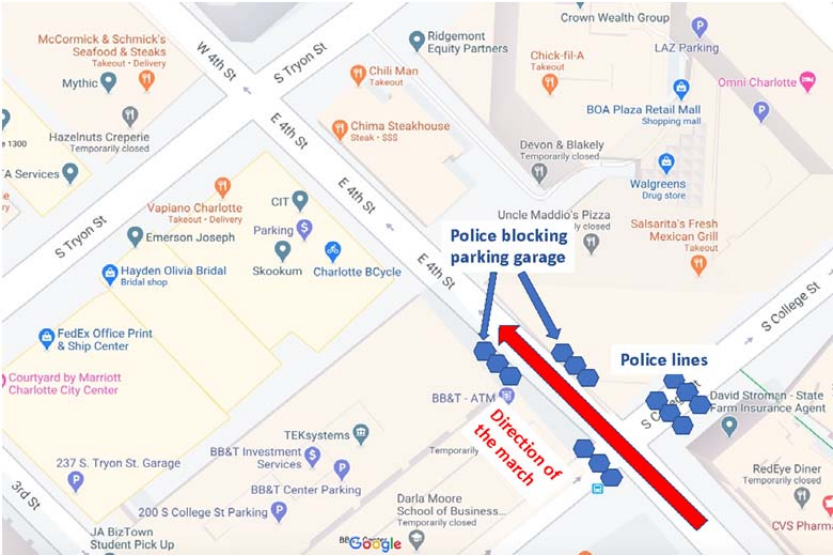 McCormick & Schmick's
Seafood & Steaks
Takeout • Delivery
Mythic
Hazelnuts Creperie
Temporarily closed
e 1300
A Services
W 4th St
S Tryon St
Ridgemont
Equity Partners
Crown Wealth Group
LAZ Parking
Chick-fil-A
Takeout
Chili Man
Takeout
Omni Charlotte
BOA Plaza Retail Mall
Shopping mall
E 4th St
Chima Steakhouse
Steak • $$$
Devon & Blakely
Temporarily closed
Walgreens
Drug store
Vapiano Charlotte
Takeout • Delivery
CIT
Parking
E 4th St
Uncle Maddio's Pizza
ly closed
Salsarita's Fresh
Mexican Grill
Takeout
S Tryon St
Emerson Joseph
Skookum
Charlotte BCycle
Police blocking
parking garage
E 4th St
Hayden Olivia Bridal
Bridal shop
S College St
FedEx Office Print
& Ship Center
Police lines
Courtyard by Marriott
Charlotte City Center
BB&T - ATM
S College St
David Stroman - State
Farm Insurance Agent
Direction of
the march
TEKsystems
BB&T Investment
Services
Temporarily
237 S. Tryon St. Garage
BB&T Center Parking
RedEye Diner
Temporarily closed
3rd St
200 S College St Parking
Darla Moore
School of Business...
Temporarily closed
CVS Pharma
JA BizTown
Student Pick Up
Google